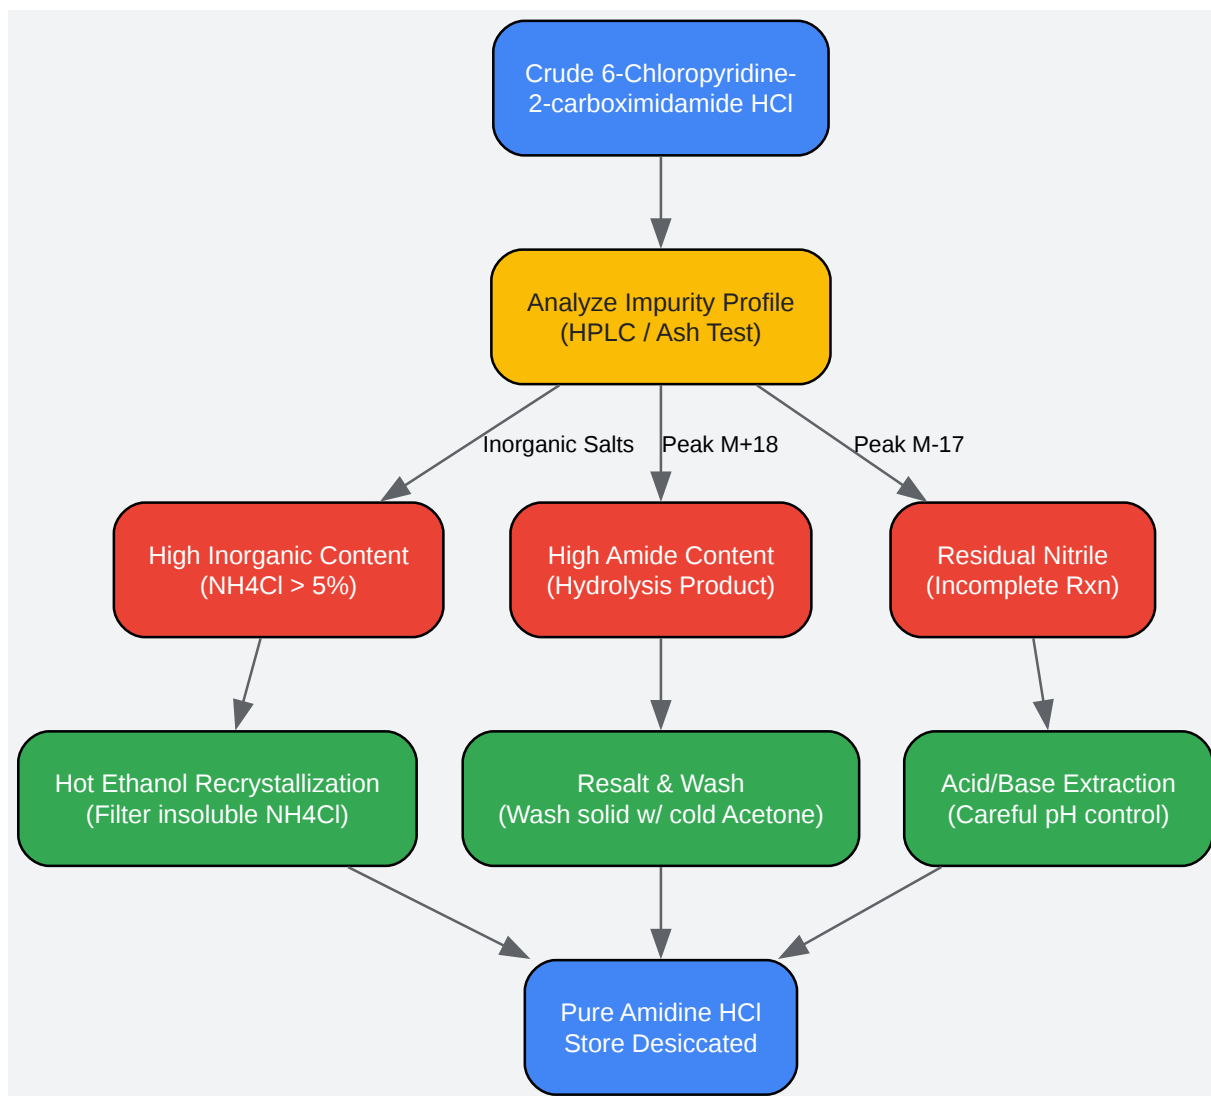 Crude 6-Chloropyridine-
2-carboximidamide HCl
Analyze Impurity Profile
(HPLC / Ash Test)
Inorganic Salts
Peak M+18
Peak M-17
High Inorganic Content
(NH4Cl > 5%)
High Amide Content
(Hydrolysis Product)
Residual Nitrile
(Incomplete Rxn)
Hot Ethanol Recrystallization
(Filter insoluble NH4Cl)
Resalt & Wash
(Wash solid w/ cold Acetone)
Acid/Base Extraction
(Careful pH control)
Pure Amidine HCl
Store Desiccated